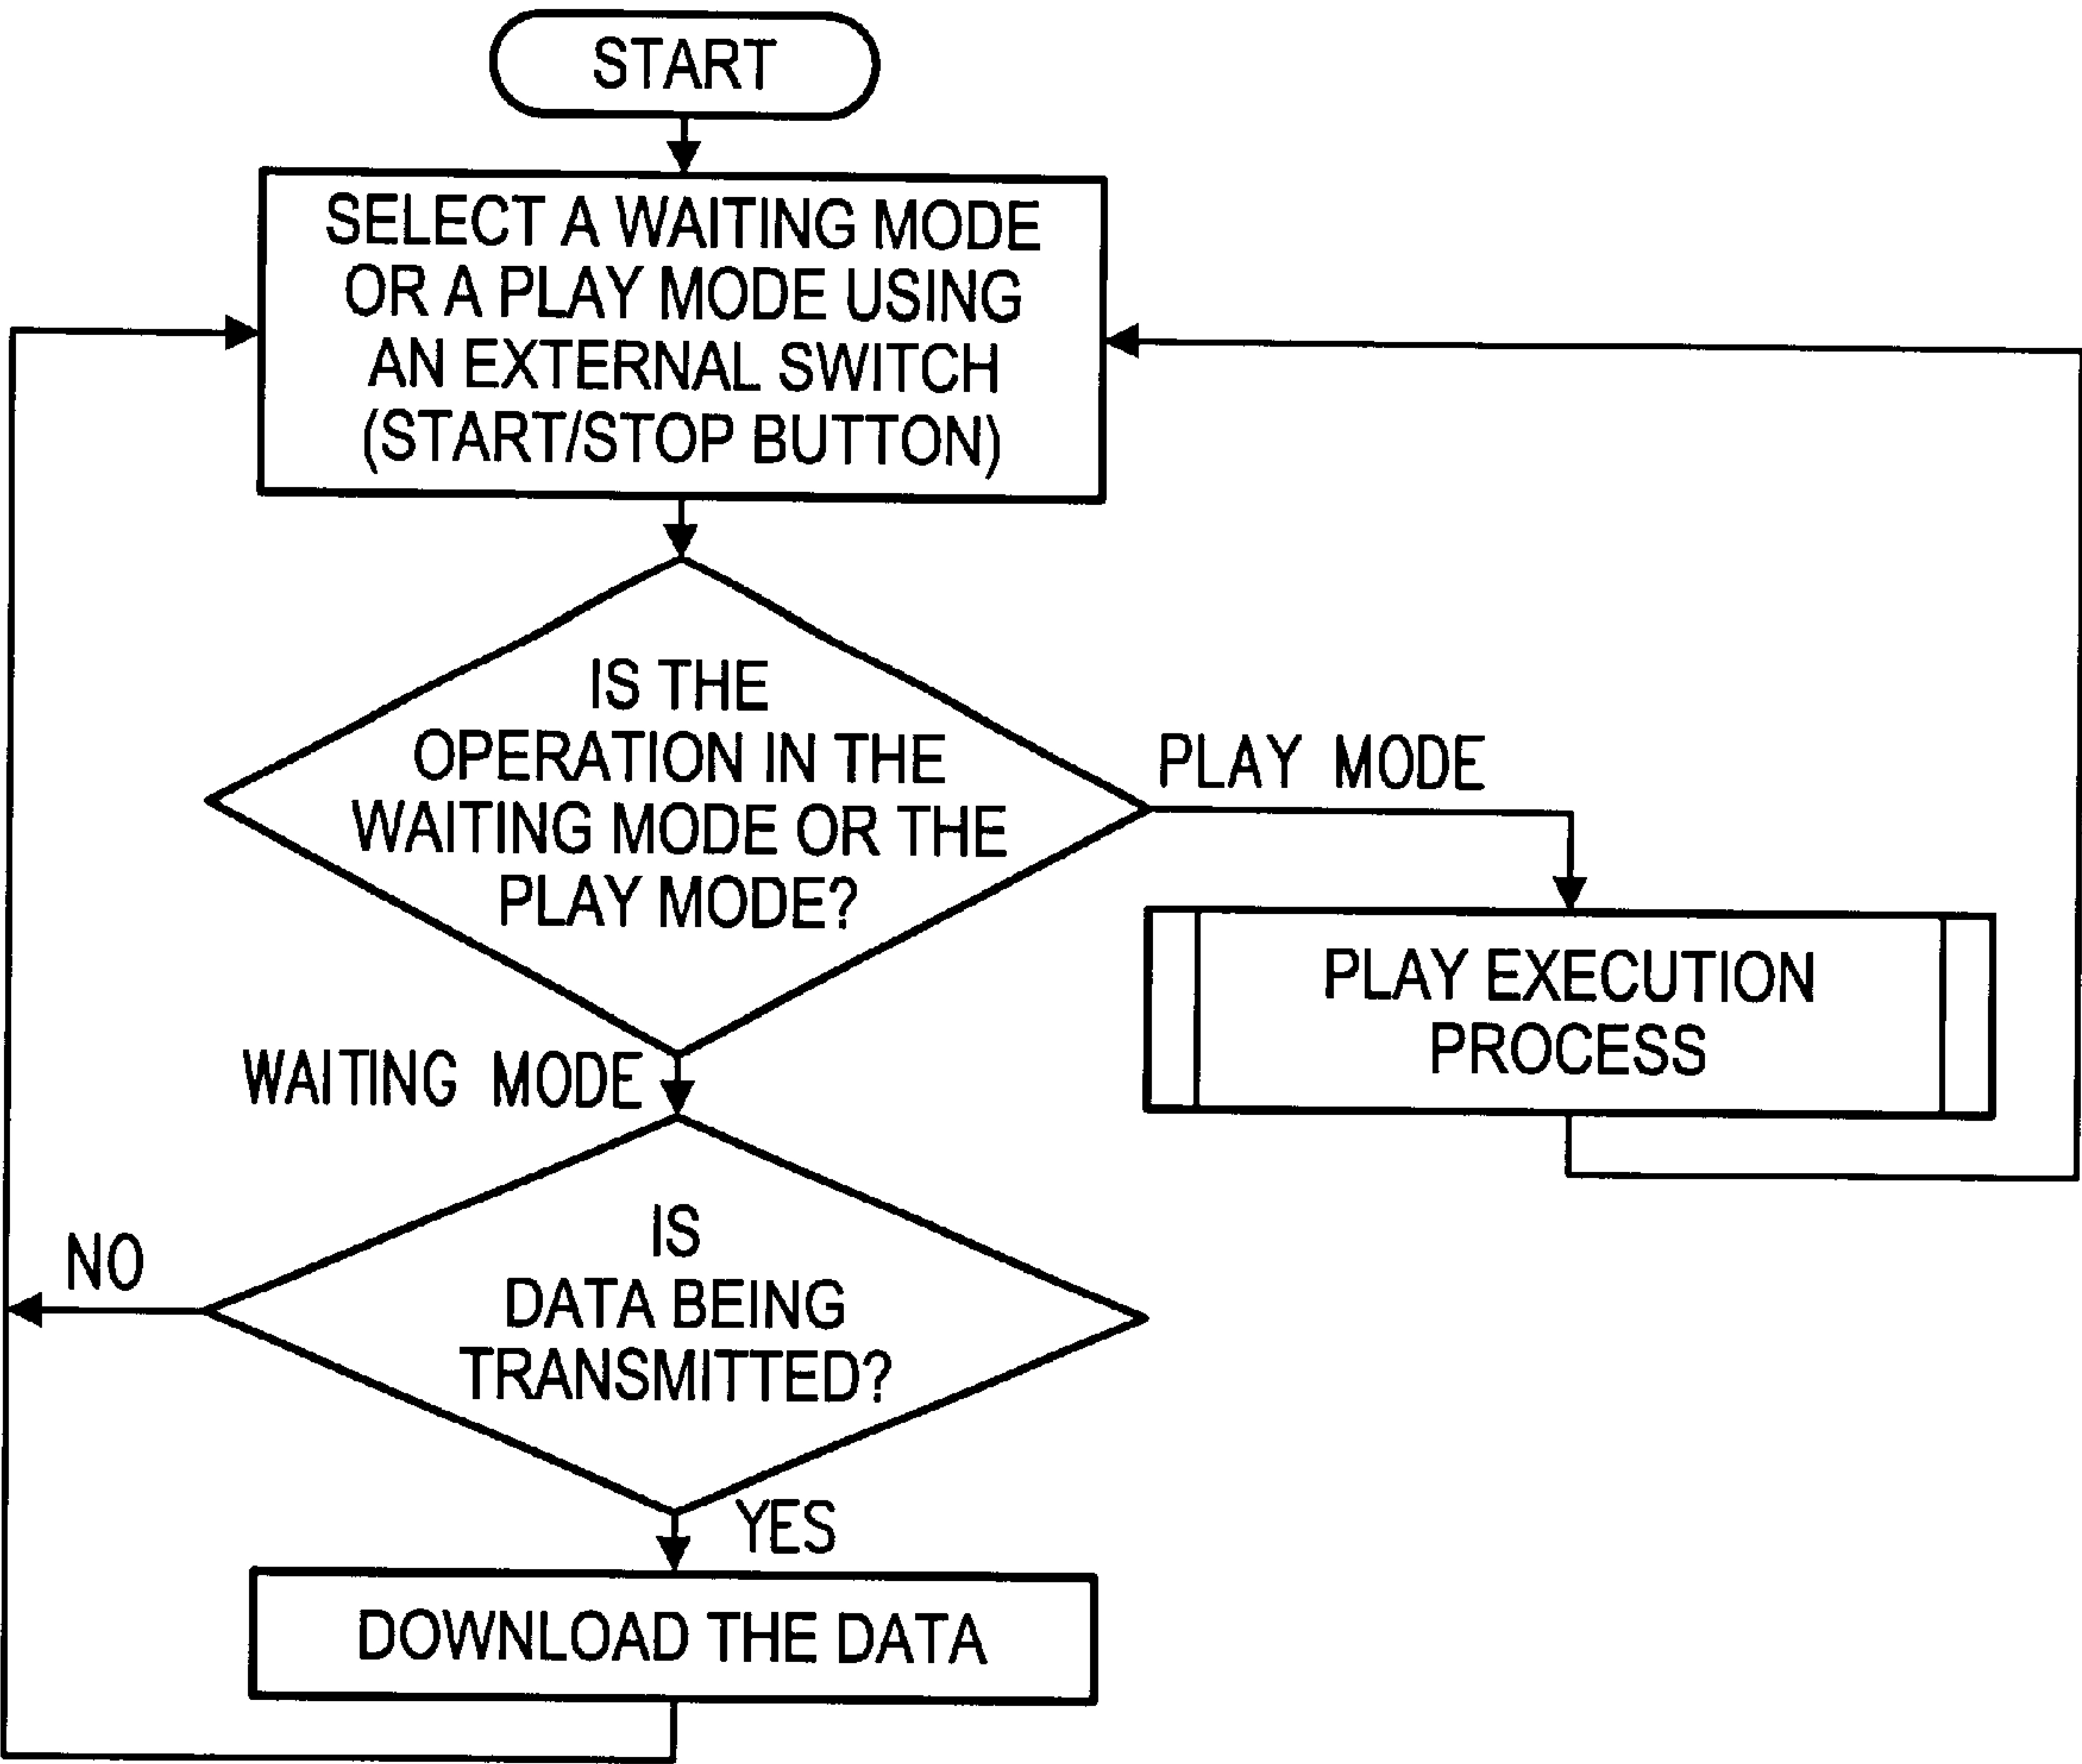 START
SELECT A WAITING MODE
OR A PLAY MODE USING
AN EXTERNAL SWITCH
(START/STOP BUTTON)
IS THE
OPERATION IN THE
WAITING MODE OR THE
PLAY MODE?
PLAY MODE
PLAY EXECUTION
PROCESS
WAITING MODE
IS
DATA BEING
TRANSMITTED?
NO
YES
DOWNLOAD THE DATA